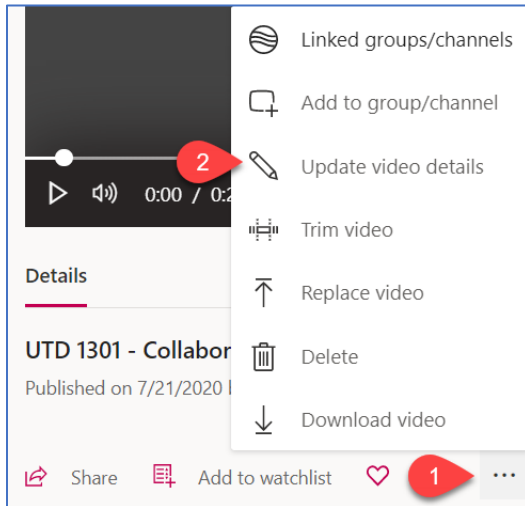 Linked groups/channels
Add to group/channel
2
Update video details
0:00 / 0:2
Trim video
Details
Replace video
UTD 1301 - Collabor
Delete
Published on 7/21/2020
Download video
Share
Add to watchlist
1
...